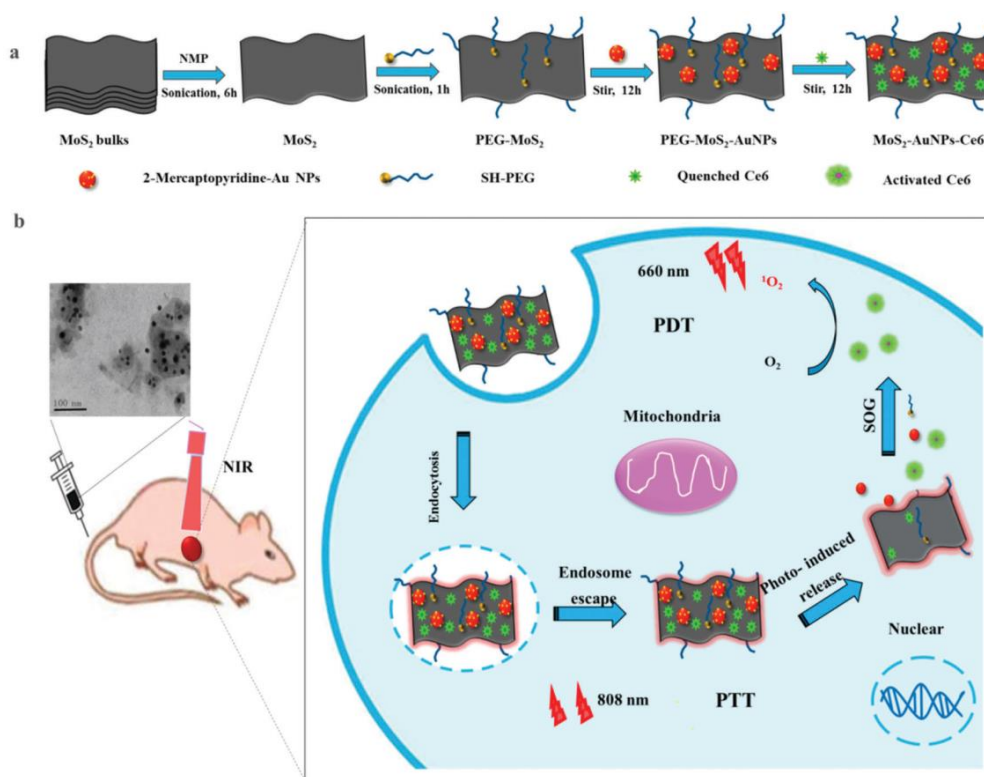 a
NMP
Sonication, 6h
Sonication, 1h
Stir, 12h
Stir, 12h
MoS₂ bulks
MoS₂
PEG-MoS₂
PEG-MoS₂-AuNPs
MoS₂-AuNPs-Ce6
2-Mercaptopyridine-Au NPs
SH-PEG
Quenched Ce6
Activated Ce6
b
100 nm
NIR
660 nm
¹O₂
PDT
O₂
SOG
Mitochondria
Endocytosis
Endosome
escape
Photo- induced
release
Nuclear
808 nm
PTT